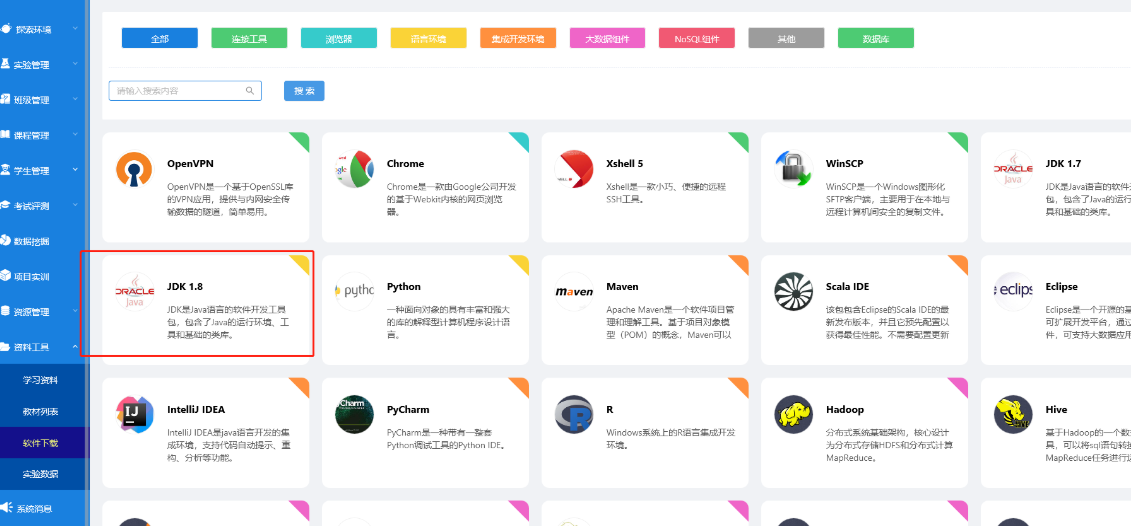 探索环境
实验管理
班级管理
课程管理
学生管理
考试评测
数据挖掘
项目实训
资源管理
资料工具
学习资料
教材列表
软件下载
实验数据
系统消息
全部
连接工具
浏览器
语言环境
集成开发环境
大数据组件
NoSQL组件
其他
数据库
请输入搜索内容
搜 索
OpenVPN
OpenVPN是一个基于OpenSSL库
的VPN应用，提供与内网安全传
输数据的隧道，简单易用。
Chrome
Chrome是一款由Google公司开发
的基于Webkit内核的网页浏览
器。
Xshell 5
Xshell是一款小巧、便捷的远程
SSH工具。
WinSCP
WinSCP是一个Windows图形化
SFTP客户端，主要用于在本地与
远程计算机间安全的复制文件。
ORACLE
Java
JDK 1.7
JDK是Java语言的软件开
包，包含了Java的运行
具和基础的类库。
ORACLE
Java
JDK 1.8
JDK是Java语言的软件开发工具
包，包含了Java的运行环境、工
具和基础的类库。
pytho
Python
一种面向对象的具有丰富和强大
的库的解释型计算机程序设计语
言。
maven
Maven
Apache Maven是一个软件项目管
理和理解工具。基于项目对象模
型（POM）的概念，Maven可以
Scala IDE
该包包含Eclipse的Scala IDE的最
新发布版本，并且它预先配置以
获得最佳性能。不需要配置更新
eclips
Eclipse
Eclipse是一个开源的基
可扩展开发平台，通过
件，可支持大数据应用
IJ
IntelliJ IDEA
IntelliJ IDEA是java语言开发的集
成环境，支持代码自动提示、重
构、分析等功能。
Charm
PyCharm
PyCharm是一种带有一整套
Python调试工具的Python IDE。
R
R
Windows系统上的R语言集成开发
环境。
Hadoop
分布式系统基础架构，核心设计
为分布式存储HDFS和分布式计算
MapReduce。
Hive
基于Hadoop的一个数
具，可以将sql语句转换
MapReduce任务进行运